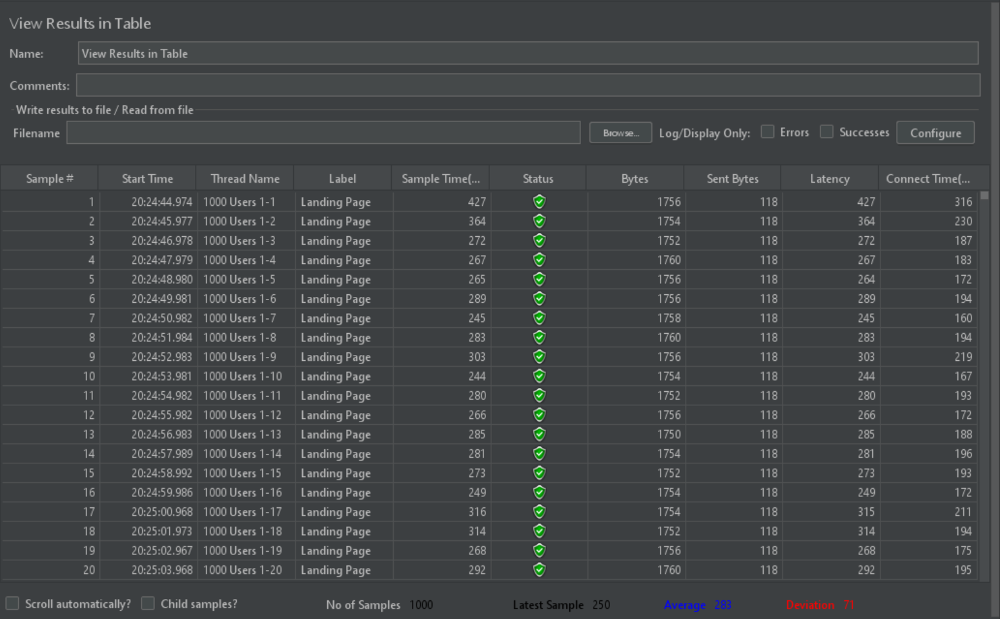 View Results in Table
Name: View Results in Table
Comments:
Write results to file / Read from file
Filename Browse... Log/Display Only: Errors Successes Configure
Sample # Start Time Thread Name Label Sample Time(... Status Bytes Sent Bytes Latency Connect Time(...
1 20:24:44.974 1000 Users 1-1 Landing Page 427 1756 118 427 316
2 20:24:45.977 1000 Users 1-2 Landing Page 364 1754 118 364 230
3 20:24:46.978 1000 Users 1-3 Landing Page 272 1752 118 272 187
4 20:24:47.979 1000 Users 1-4 Landing Page 267 1760 118 267 183
5 20:24:48.980 1000 Users 1-5 Landing Page 265 1756 118 264 172
6 20:24:49.981 1000 Users 1-6 Landing Page 289 1756 118 289 194
7 20:24:50.982 1000 Users 1-7 Landing Page 245 1758 118 245 160
8 20:24:51.984 1000 Users 1-8 Landing Page 283 1760 118 283 194
9 20:24:52.983 1000 Users 1-9 Landing Page 303 1756 118 303 219
10 20:24:53.981 1000 Users 1-10 Landing Page 244 1754 118 244 167
11 20:24:54.982 1000 Users 1-11 Landing Page 280 1752 118 280 193
12 20:24:55.982 1000 Users 1-12 Landing Page 266 1756 118 266 172
13 20:24:56.983 1000 Users 1-13 Landing Page 285 1750 118 285 188
14 20:24:57.989 1000 Users 1-14 Landing Page 281 1754 118 281 196
15 20:24:58.992 1000 Users 1-15 Landing Page 273 1752 118 273 193
16 20:24:59.986 1000 Users 1-16 Landing Page 249 1754 118 249 172
17 20:25:00.968 1000 Users 1-17 Landing Page 316 1754 118 315 211
18 20:25:01.973 1000 Users 1-18 Landing Page 314 1752 118 314 194
19 20:25:02.967 1000 Users 1-19 Landing Page 268 1756 118 268 175
20 20:25:03.968 1000 Users 1-20 Landing Page 292 1760 118 292 195
Scroll automatically? Child samples? No of Samples 1000 Latest Sample 250 Average 283 Deviation 71